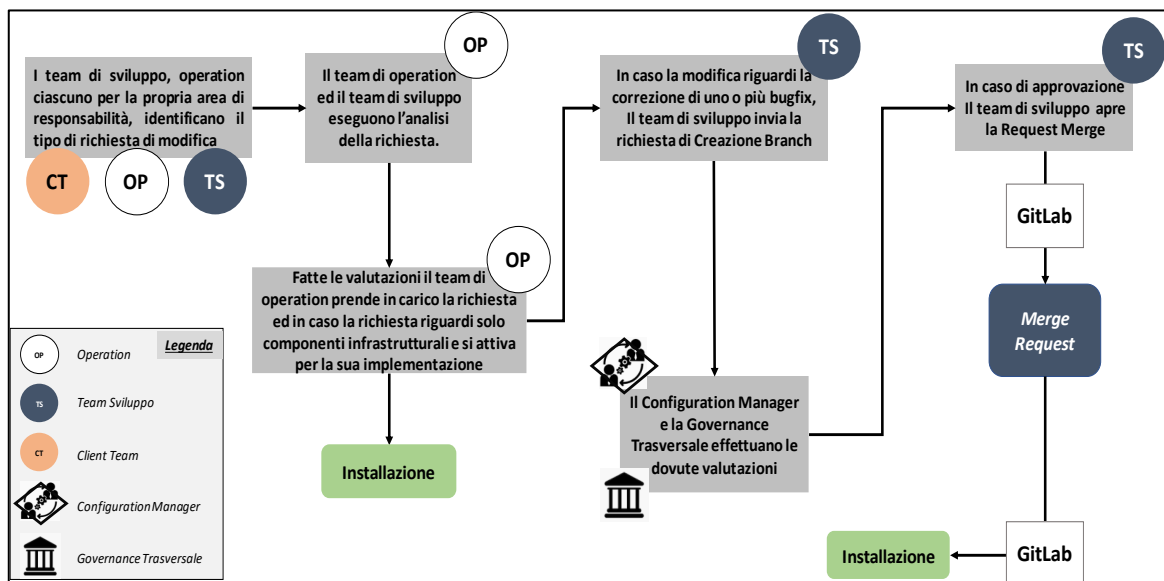 I team di sviluppo, operation
ciascuno per la propria area di
responsabilità, identificano il
tipo di richiesta di modifica
CT
OP
TS
OP
Il team di operation
ed il team di sviluppo
eseguono l'analisi
della richiesta.
OP
Fatte le valutazioni il team di
operation prende in carico la richiesta
ed in caso la richiesta riguardi solo
componenti infrastrutturali e si attiva
per la sua implementazione
Installazione
TS
In caso la modifica riguardi la
correzione di uno o più bugfix,
Il team di sviluppo invia la
richiesta di Creazione Branch
Il Configuration Manager
e la Governance
Trasversale effettuano le
dovute valutazioni
TS
In caso di approvazione
Il team di sviluppo apre
la Request Merge
GitLab
Merge
Request
GitLab
Installazione
Legenda
OP
Operation
TS
Team Sviluppo
CT
Client Team
Configuration Manager
Governance Trasversale